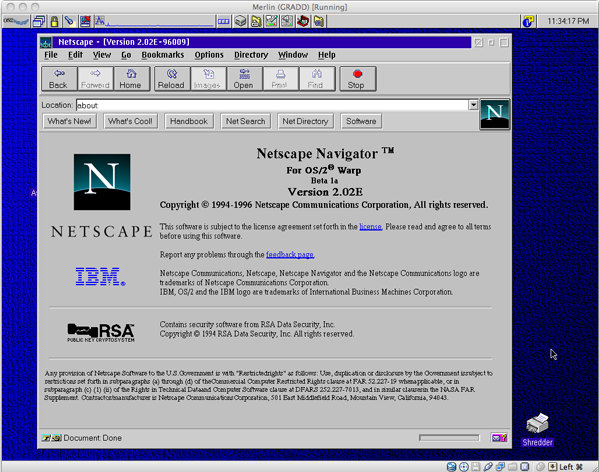 Merlin (GRADD) [Running]
OS/2
11:34:17 PM
Netscape - [Version 2.02E-96009]
File Edit View Go Bookmarks Options Directory Window Help
Back Forward Home Reload Images Open Print Find Stop
Location: about
What's New! What's Cool! Handbook Net Search Net Directory Software
N
N
Netscape Navigator TM
For OS/2® Warp
Beta 1a
Version 2.02E
Copyright © 1994-1996 Netscape Communications Corporation, All rights reserved.
NETSCAPE
This software is subject to the license agreement set forth in the license. Please read and agree to all terms
before using this software.
Report any problems through the feedback page.
IBM.
Netscape Communications, Netscape, Netscape Navigator and the Netscape Communications logo are
trademarks of Netscape Communications Corporation.
IBM, OS/2 and the IBM logo are trademarks of International Business Machines Corporation.
RSA
PUBLIC KEY CRYPTOSYSTEM
Contains security software from RSA Data Security, Inc.
Copyright © 1994 RSA Data Security, Inc. All rights reserved.
Any provision of Netscape Software to the U.S.Government is with "Restrictedrights" as follows: Use, duplication or disclosure by the Government issubject to
restrictions set forth in subparagraphs (a) through (d) of theCommercial Computer Restricted Rights clause at FAR 52.227-19 whenapplicable, or in
subparagraph (c) (1) (ii) of the Rights in Technical Dataand Computer Software clause at DFARS 252.227-7013, and in similar clausesin the NASA FAR
Supplement. Contractor/manufacturer is Netscape CommunicationsCorporation, 501 East Middlefield Road, Mountain View, California, 94043.
Document: Done
Shredder
Left ⌘